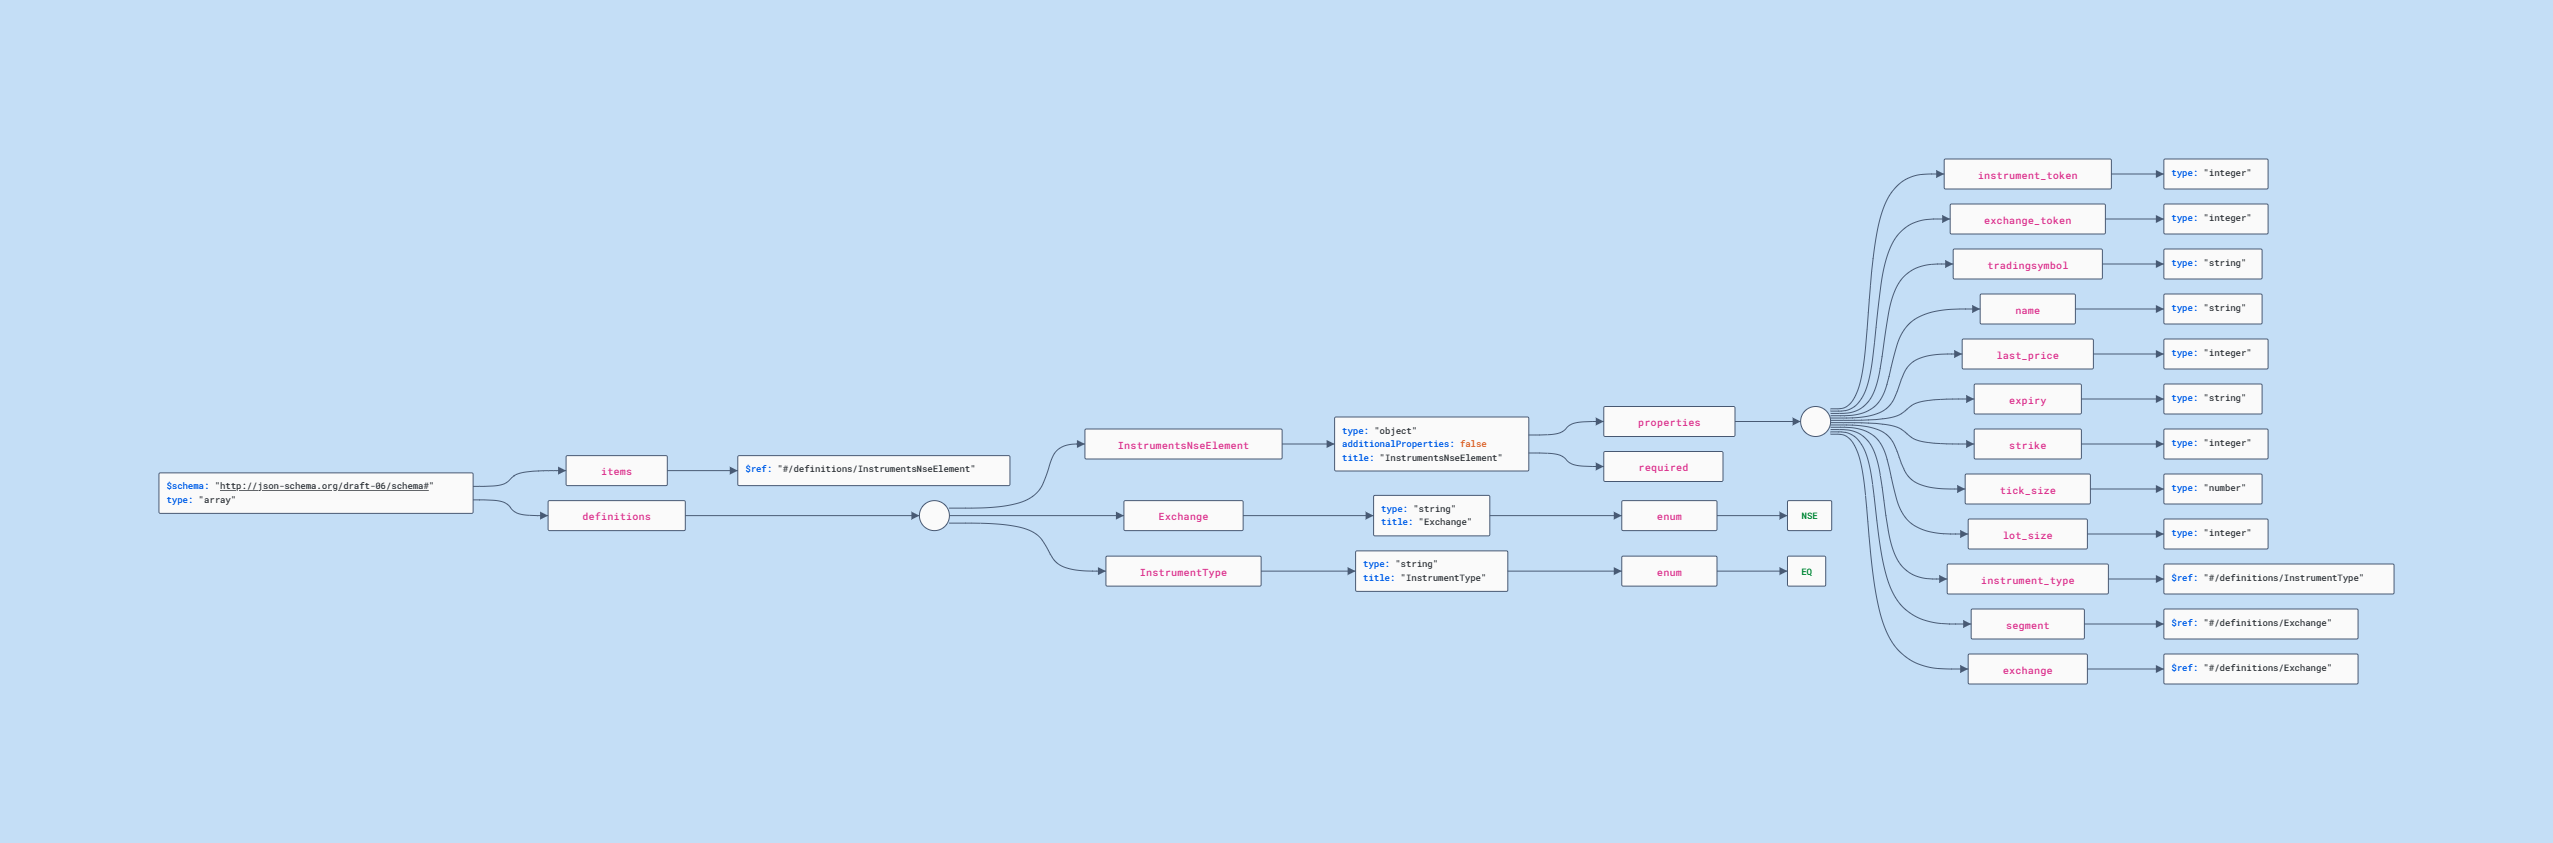 $schema: "http://json-schema.org/draft-06/schema#"
type: "array"
items
$ref: "#/definitions/InstrumentsNseElement"
definitions
InstrumentsNseElement
type: "object"
additionalProperties: false
title: "InstrumentsNseElement"
properties
required
Exchange
type: "string"
title: "Exchange"
enum
NSE
InstrumentType
type: "string"
title: "InstrumentType"
enum
EQ
instrument_token
type: "integer"
exchange_token
type: "integer"
tradingsymbol
type: "string"
name
type: "string"
last_price
type: "integer"
expiry
type: "string"
strike
type: "integer"
tick_size
type: "number"
lot_size
type: "integer"
instrument_type
$ref: "#/definitions/InstrumentType"
segment
$ref: "#/definitions/Exchange"
exchange
$ref: "#/definitions/Exchange"